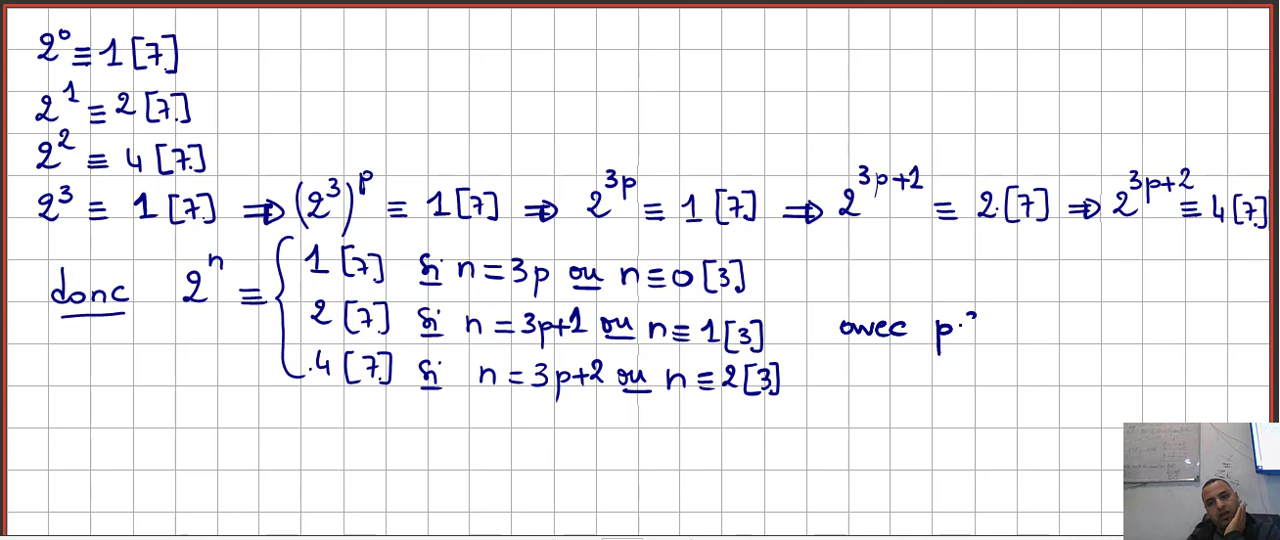 2⁰ ≡ 1 [7]
2¹ ≡ 2 [7]
2² ≡ 4 [7]
2³ ≡ 1 [7] ⇒ (2³)ᵖ ≡ 1 [7] ⇒ 2³ᵖ ≡ 1 [7] ⇒ 2³ᵖ⁺¹ ≡ 2 [7] ⇒ 2³ᵖ⁺² ≡ 4 [7]
donc 2ⁿ ≡ { 1 [7] si n = 3p ou n ≡ 0 [3]
2 [7] si n = 3p+1 ou n ≡ 1 [3] avec p
4 [7] si n = 3p+2 ou n ≡ 2 [3]